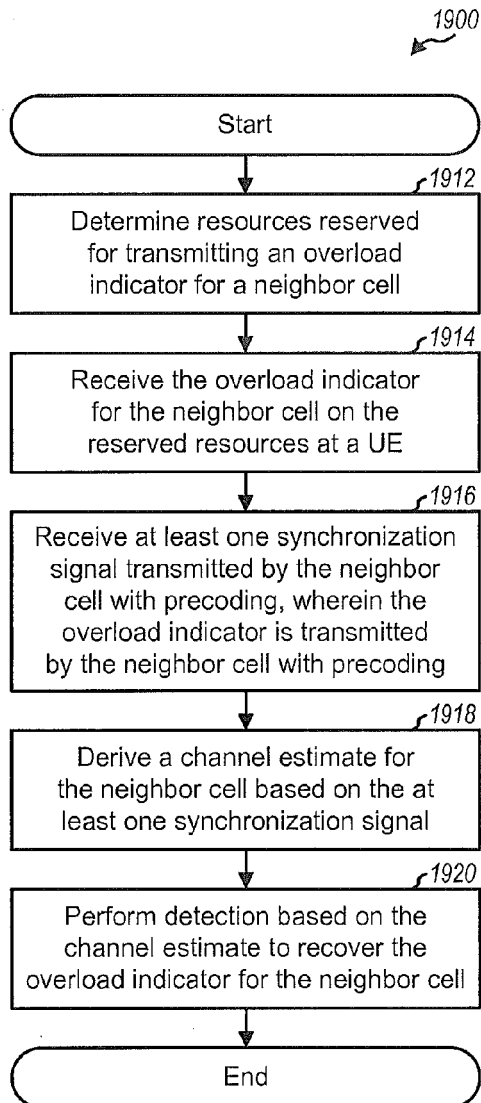 1900
Start
1912
Determine resources reserved
for transmitting an overload
indicator for a neighbor cell
1914
Receive the overload indicator
for the neighbor cell on the
reserved resources at a UE
1916
Receive at least one synchronization
signal transmitted by the neighbor
cell with precoding, wherein the
overload indicator is transmitted
by the neighbor cell with precoding
1918
Derive a channel estimate for
the neighbor cell based on the at
least one synchronization signal
1920
Perform detection based on the
channel estimate to recover the
overload indicator for the neighbor cell
End